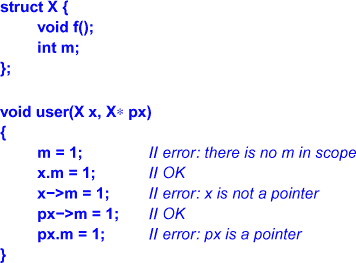 struct X {
void f();
int m;
};
void user(X x, X∗ px)
{
m = 1; // error: there is no m in scope
x.m = 1; // OK
x−>m = 1; // error: x is not a pointer
px−>m = 1; // OK
px.m = 1; // error: px is a pointer
}